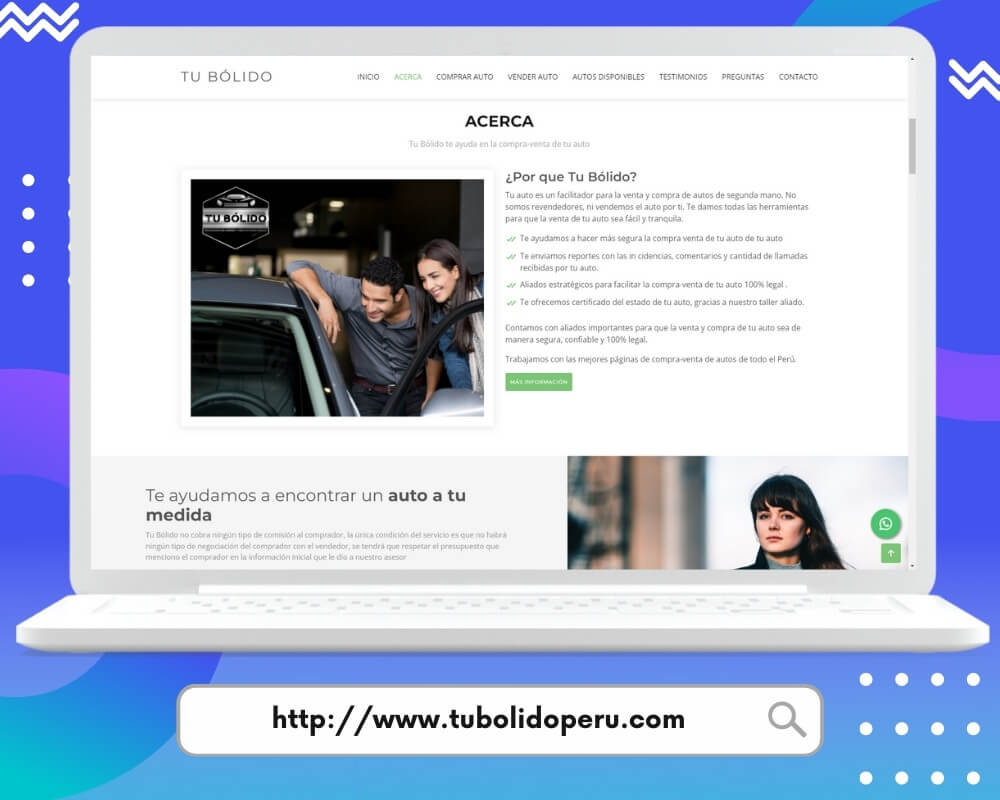 TU BÓLIDO
INICIO ACERCA COMPRAR AUTO VENDER AUTO AUTOS DISPONIBLES TESTIMONIOS PREGUNTAS CONTACTO
ACERCA
Tu Bólido te ayuda en la compra-venta de tu auto
TU BÓLIDO
¿Por que Tu Bólido?
Tu auto es un facilitador para la venta y compra de autos de segunda mano. No
somos revendedores, ni vendemos el auto por ti. Te damos todas las herramientas
para que la venta de tu auto sea fácil y tranquila.
Te ayudamos a hacer más segura la compra venta de tu auto de tu auto
Te enviamos reportes con las in cidencias, comentarios y cantidad de llamadas
recibidas por tu auto.
Aliados estratégicos para facilitar la compra-venta de tu auto 100% legal .
Te ofrecemos certificado del estado de tu auto, gracias a nuestro taller aliado.
Contamos con aliados importantes para que la venta y compra de tu auto sea de
manera segura, confiable y 100% legal.
Trabajamos con las mejores páginas de compra-venta de autos de todo el Perú.
MÁS INFORMACIÓN
Te ayudamos a encontrar un auto a tu
medida
Tu Bólido no cobra ningún tipo de comisión al comprador, la única condición del servicio es que no habrá
ningún tipo de negociación del comprador con el vendedor, se tendrá que respetar el presupuesto que
menciono el comprador en la información inicial que le dio a nuestro asesor
http://www.tubolidoperu.com